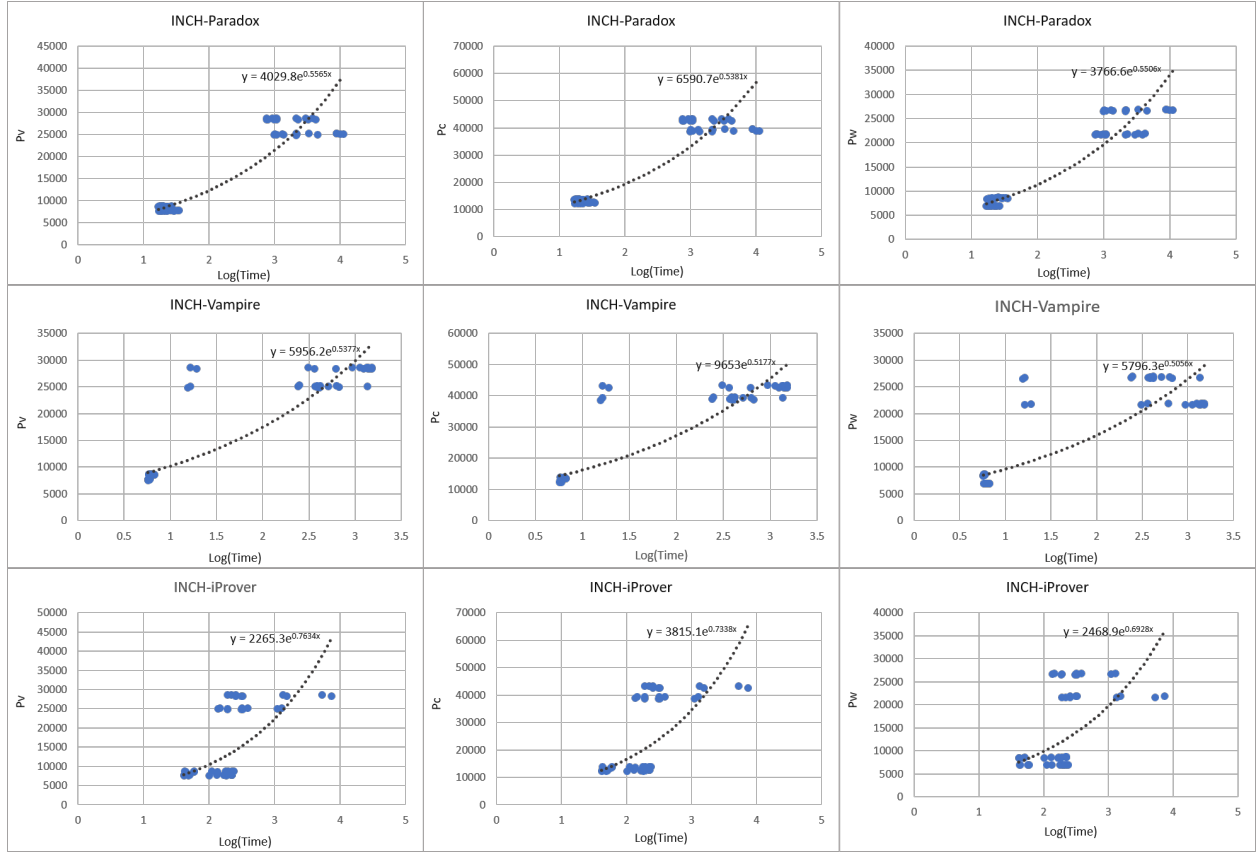 INCH-Paradox
45000
40000
35000
30000
25000
20000
15000
10000
5000
0
Pv
y = 4029.8e^0.5565x
0 1 2 3 4 5
Log(Time)
INCH-Paradox
70000
60000
50000
40000
30000
20000
10000
0
Pc
y = 6590.7e^0.5381x
0 1 2 3 4 5
Log(Time)
INCH-Paradox
40000
35000
30000
25000
20000
15000
10000
5000
0
Pw
y = 3766.6e^0.5506x
0 1 2 3 4 5
Log(Time)
INCH-Vampire
35000
30000
25000
20000
15000
10000
5000
0
Pv
y = 5956.2e^0.5377x
0 0.5 1 1.5 2 2.5 3 3.5
Log(Time)
INCH-Vampire
60000
50000
40000
30000
20000
10000
0
Pc
y = 9653e^0.5177x
0 0.5 1 1.5 2 2.5 3 3.5
Log(Time)
INCH-Vampire
35000
30000
25000
20000
15000
10000
5000
0
Pw
y = 5796.3e^0.5056x
0 0.5 1 1.5 2 2.5 3 3.5
Log(Time)
INCH-iProver
50000
45000
40000
35000
30000
25000
20000
15000
10000
5000
0
Pv
y = 2265.3e^0.7634x
0 1 2 3 4 5
Log(Time)
INCH-iProver
70000
60000
50000
40000
30000
20000
10000
0
Pc
y = 3815.1e^0.7338x
0 1 2 3 4 5
Log(Time)
INCH-iProver
40000
35000
30000
25000
20000
15000
10000
5000
0
Pw
y = 2468.9e^0.6928x
0 1 2 3 4 5
Log(Time)